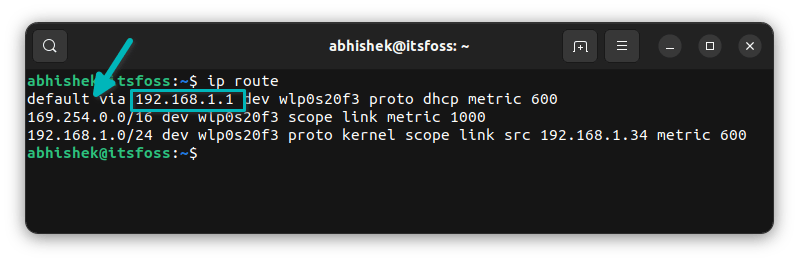 abhishek@itsfoss: ~
abhishek@itsfoss:~$ ip route
default via 192.168.1.1 dev wlp0s20f3 proto dhcp metric 600
169.254.0.0/16 dev wlp0s20f3 scope link metric 1000
192.168.1.0/24 dev wlp0s20f3 proto kernel scope link src 192.168.1.34 metric 600
abhishek@itsfoss:~$